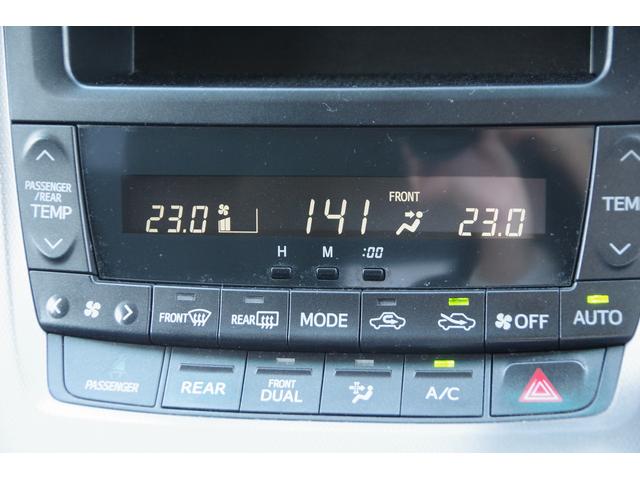 PASSENGER
/REAR
TEMP
FRONT
23.0
141
23.0
TEM
H M :00
FRONT
REAR
MODE
OFF
AUTO
PASSENGER
REAR
FRONT
DUAL
A/C